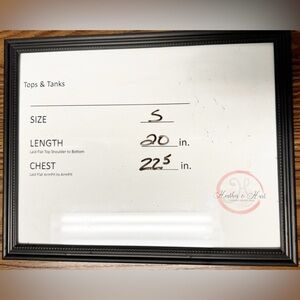 Tops & Tanks
SIZE S
LENGTH 20 in.
Laid Flat Top Shoulder to Bottom
CHEST 22.5 in.
Laid Flat Armpit to Armpit